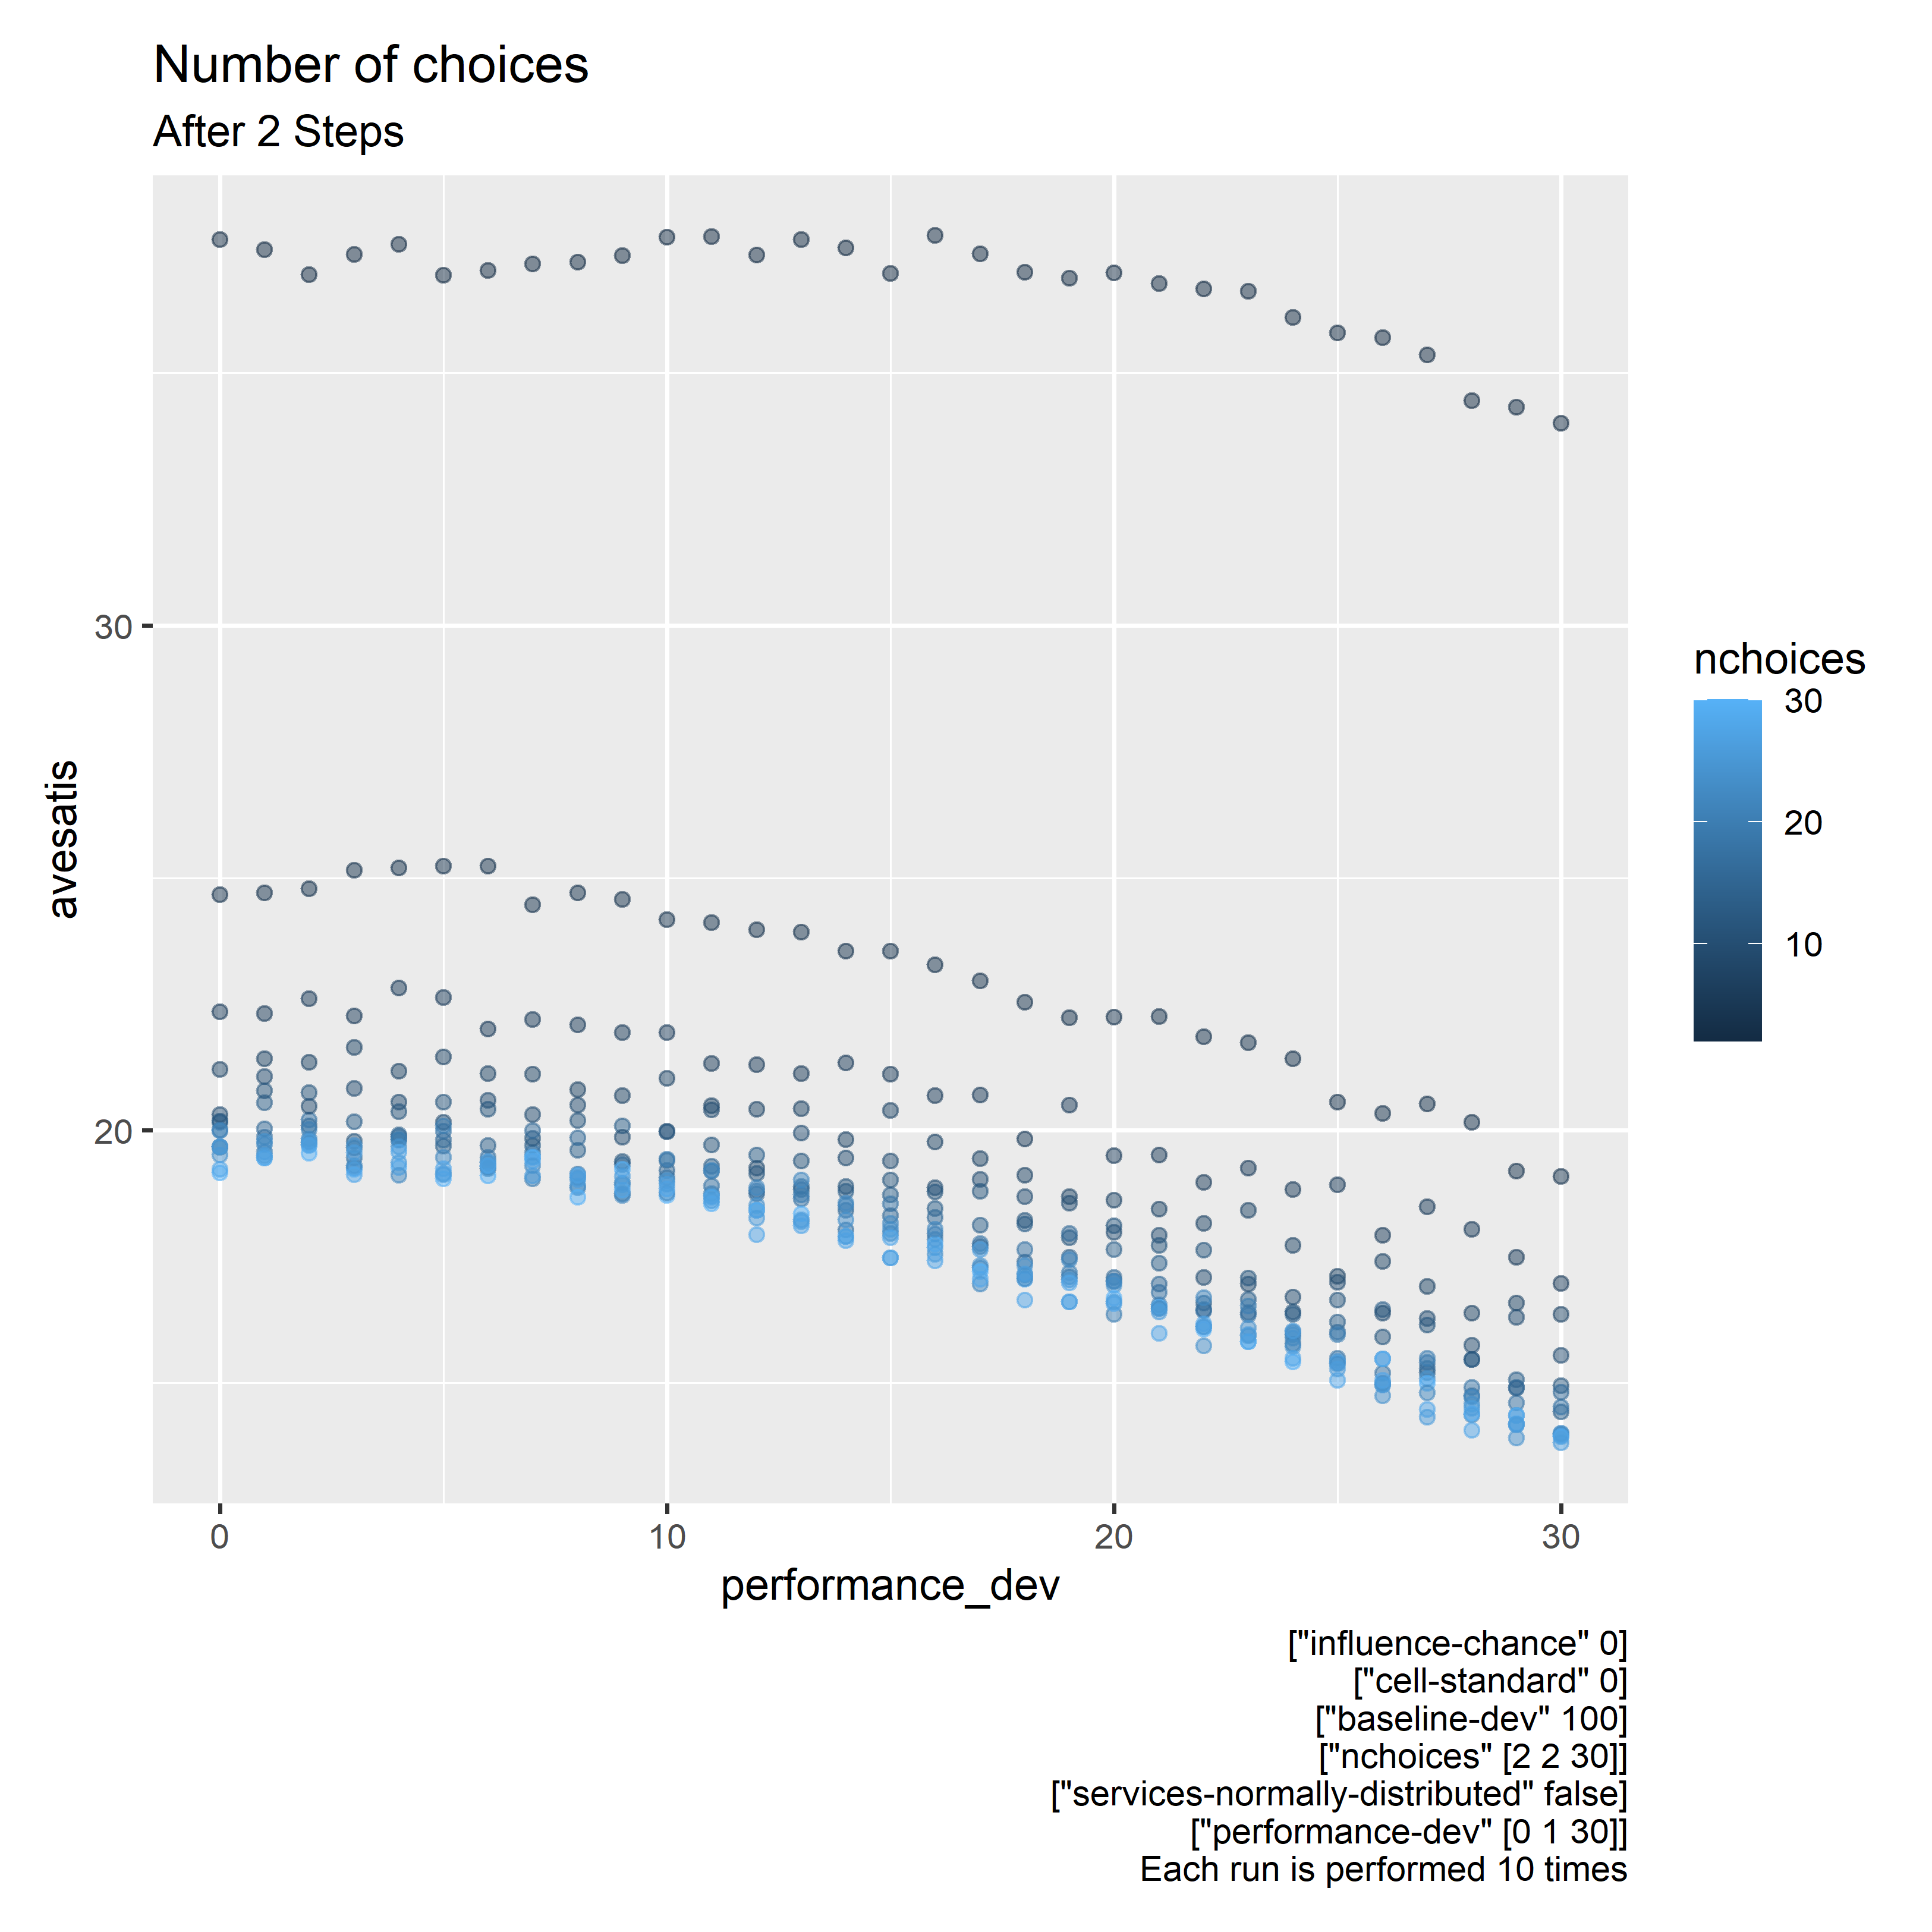 Number of choices
After 2 Steps
30
20
avesatis
0
10
20
30
performance_dev
nchoices
30
20
10
["influence-chance" 0]
["cell-standard" 0]
["baseline-dev" 100]
["nchoices" [2 2 30]]
["services-normally-distributed" false]
["performance-dev" [0 1 30]]
Each run is performed 10 times